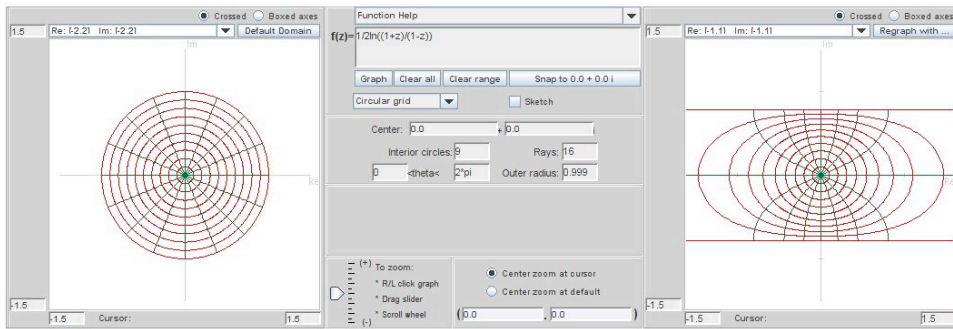 Crossed Boxed axes
1.5 Re: [-2.2] Im: [-2.2] Default Domain
Im
Re
-1.5
-1.5 Cursor: 1.5
Function Help
f(z)= 1/2ln((1+z)/(1-z))
Graph Clear all Clear range Snap to 0.0 + 0.0 i
Circular grid Sketch
Center: 0.0 + 0.0 i
Interior circles: 9 Rays: 16
0 <theta< 2*pi Outer radius: 0.999
(+) To zoom:
* R/L click graph
* Drag slider
* Scroll wheel
(-)
Center zoom at cursor
Center zoom at default
( 0.0 , 0.0 )
Crossed Boxed axes
1.5 Re: [-1.1] Im: [-1.1] Regraph with ...
Im
Re
-1.5
-1.5 Cursor: 1.5